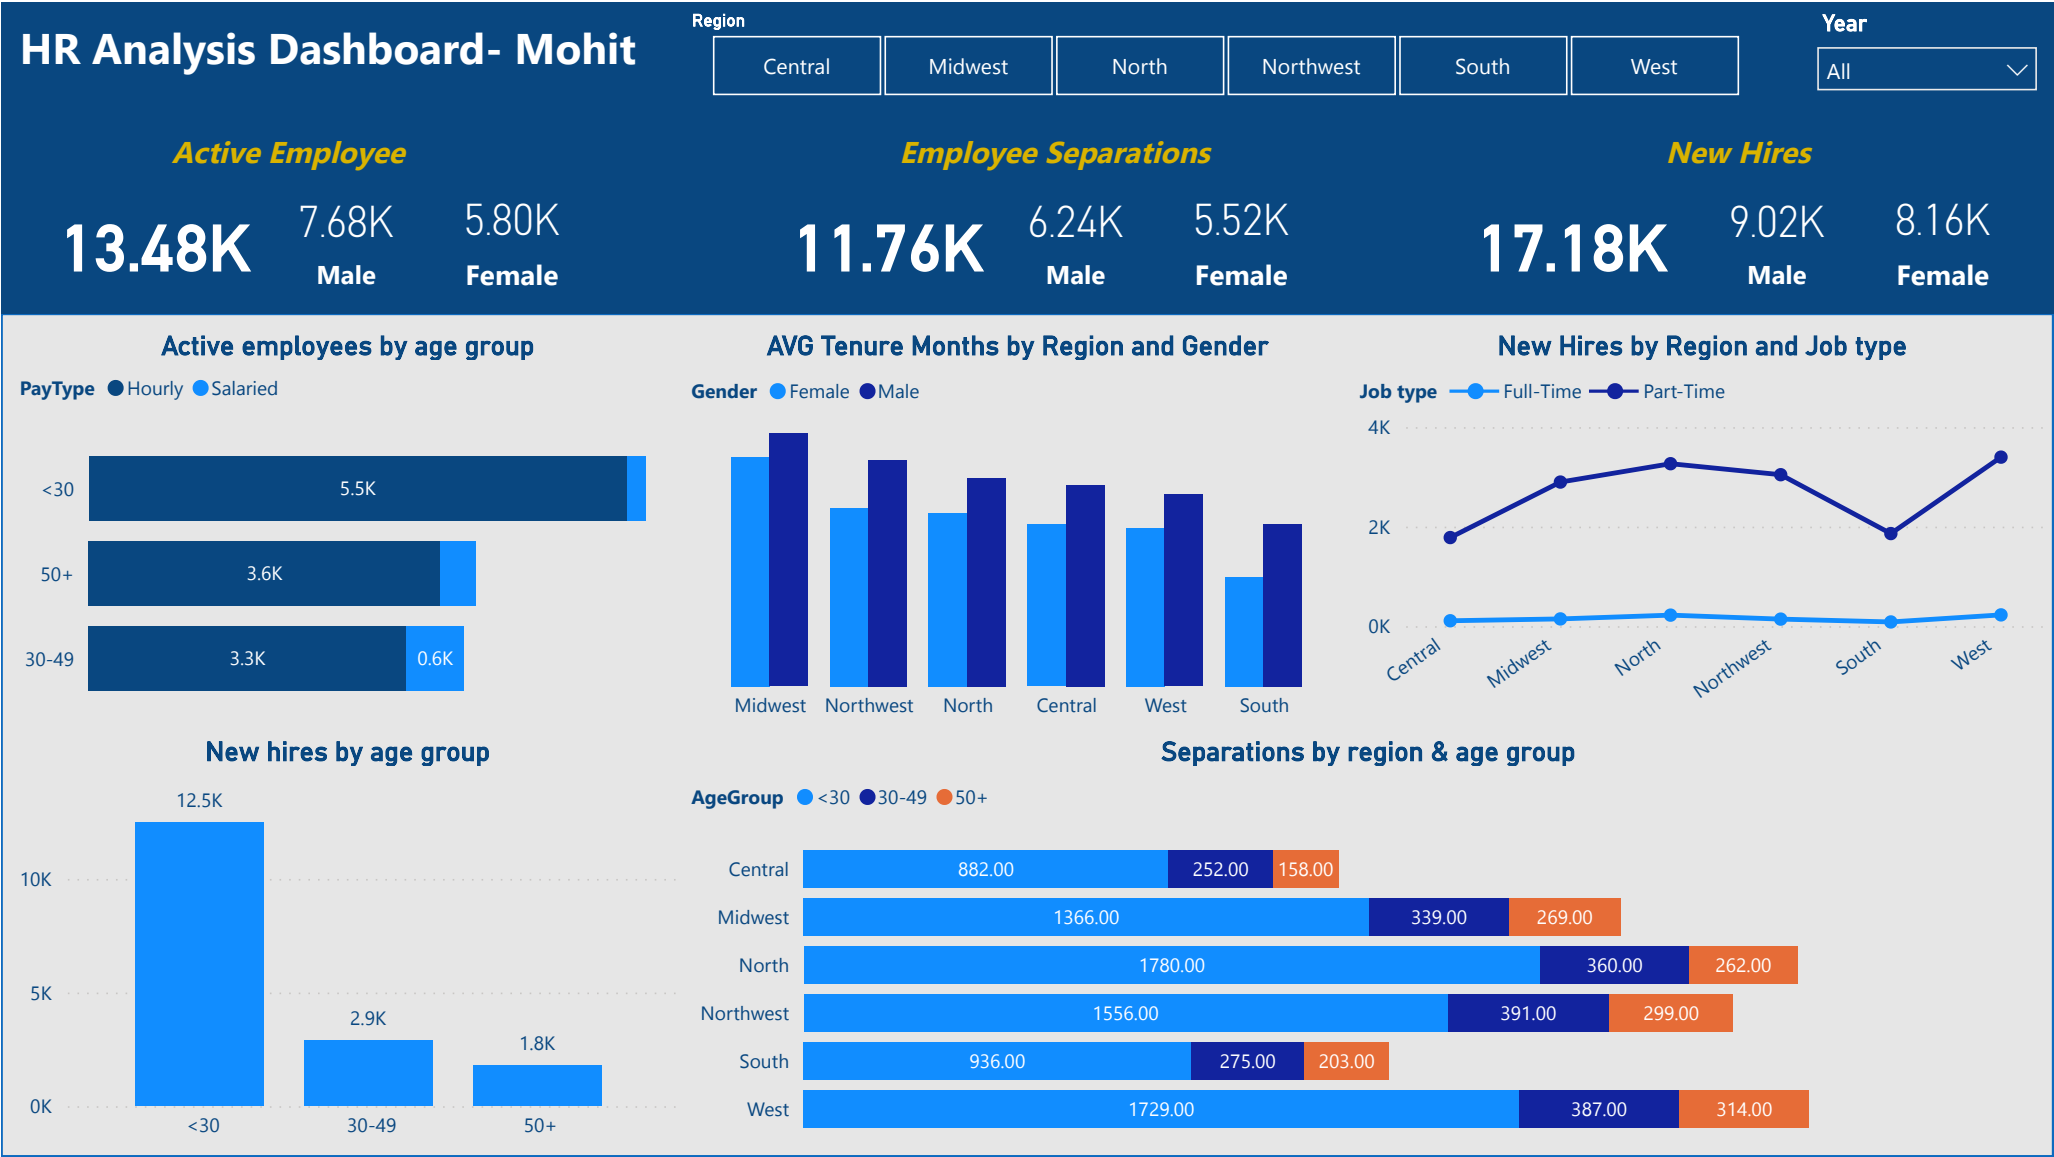 HR Analysis Dashboard- Mohit
Region
Central Midwest North Northwest South West
Year
All
Active Employee
13.48K
7.68K
Male
5.80K
Female
Employee Separations
11.76K
6.24K
Male
5.52K
Female
New Hires
17.18K
9.02K
Male
8.16K
Female
Active employees by age group
PayType Hourly Salaried
<30 5.5K
50+ 3.6K
30-49 3.3K 0.6K
AVG Tenure Months by Region and Gender
Gender Female Male
Midwest Northwest North Central West South
New Hires by Region and Job type
Job type Full-Time Part-Time
4K
2K
0K
Central Midwest North Northwest South West
New hires by age group
12.5K
10K
5K
2.9K
1.8K
0K
<30 30-49 50+
Separations by region & age group
AgeGroup <30 30-49 50+
Central 882.00 252.00 158.00
Midwest 1366.00 339.00 269.00
North 1780.00 360.00 262.00
Northwest 1556.00 391.00 299.00
South 936.00 275.00 203.00
West 1729.00 387.00 314.00